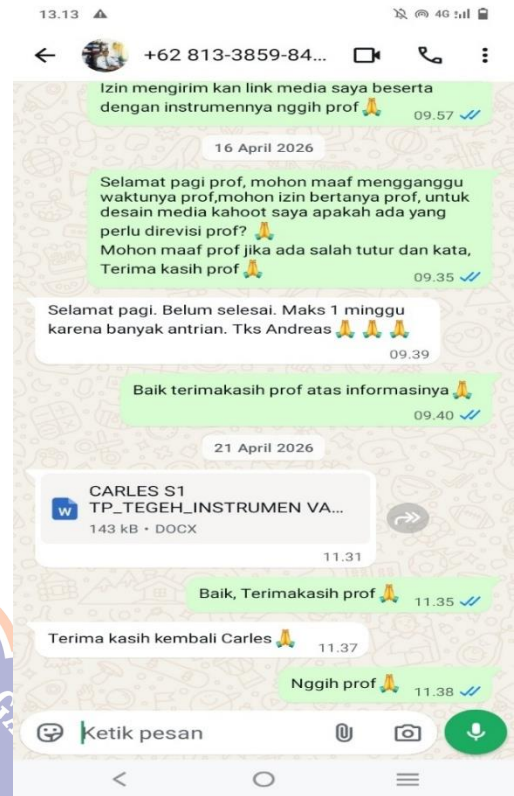 13.13
4G
+62 813-3859-84...
Izin mengirim kan link media saya beserta
dengan instrumennya nggih prof🙏
09.57
16 April 2026
Selamat pagi prof, mohon maaf mengganggu
waktunya prof,mohon izin bertanya prof, untuk
desain media kahoot saya apakah ada yang
perlu direvisi prof? 🙏
Mohon maaf prof jika ada salah tutur dan kata,
Terima kasih prof🙏
09.35
Selamat pagi. Belum selesai. Maks 1 minggu
karena banyak antrian. Tks Andreas🙏🙏🙏
09.39
Baik terimakasih prof atas informasinya🙏
09.40
21 April 2026
CARLES S1
TP_TEGEH_INSTRUMEN VA...
W
143 kB • DOCX
11.31
Baik, Terimakasih prof🙏
11.35
Terima kasih kembali Carles🙏
11.37
Nggih prof🙏
11.38
Ketik pesan